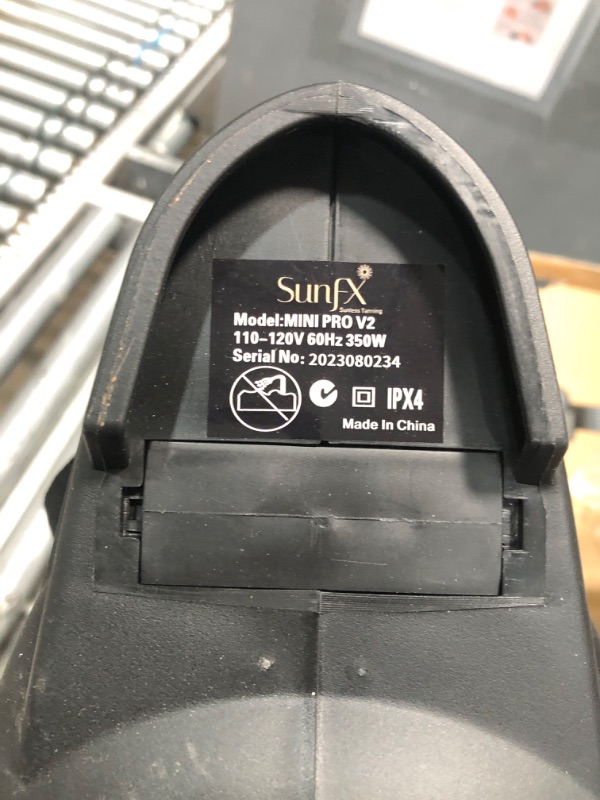 SunFX
Sunless Tanning
Model:MINI PRO V2
110-120V 60Hz 350W
Serial No: 2023080234
IPX4
Made In China